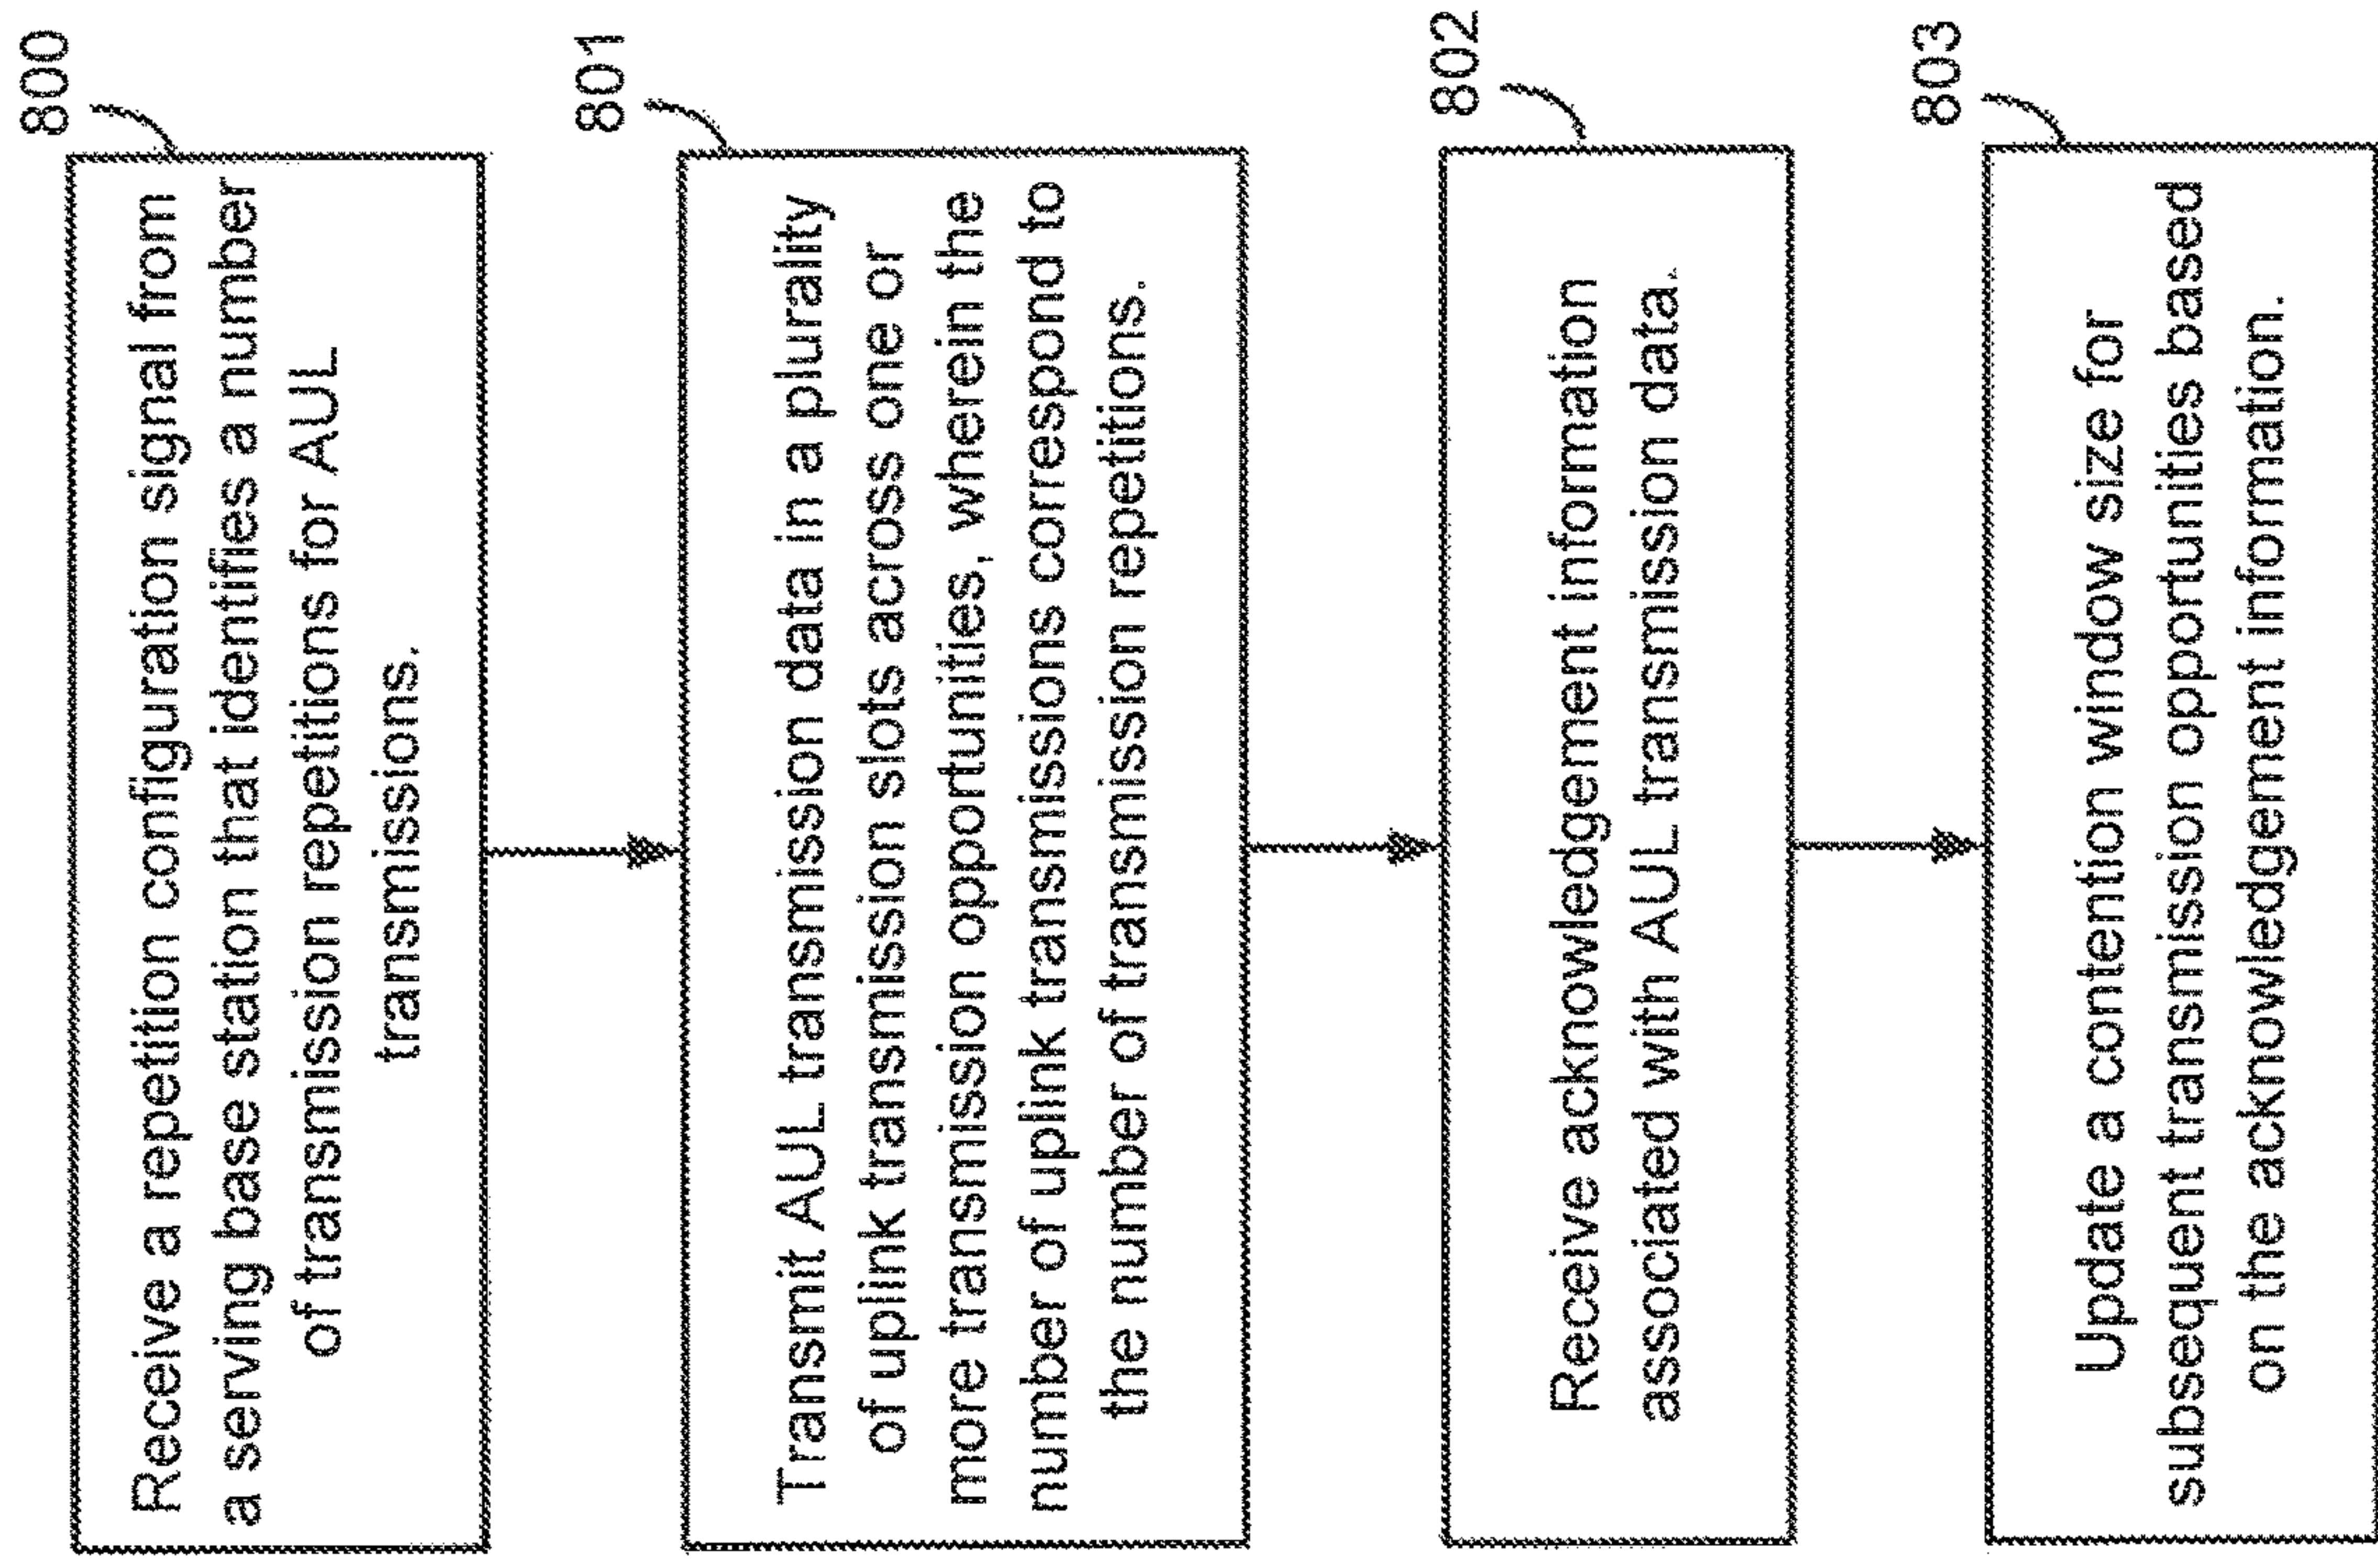 800
Receive a repetition configuration signal from
a serving base station that identifies a number
of transmission repetitions for AUL
transmissions.
801
Transmit AUL transmission data in a plurality
of uplink transmission slots across one or
more transmission opportunities, wherein the
number of uplink transmissions correspond to
the number of transmission repetitions.
802
Receive acknowledgement information
associated with AUL transmission data.
803
Update a contention window size for
subsequent transmission opportunities based
on the acknowledgement information.